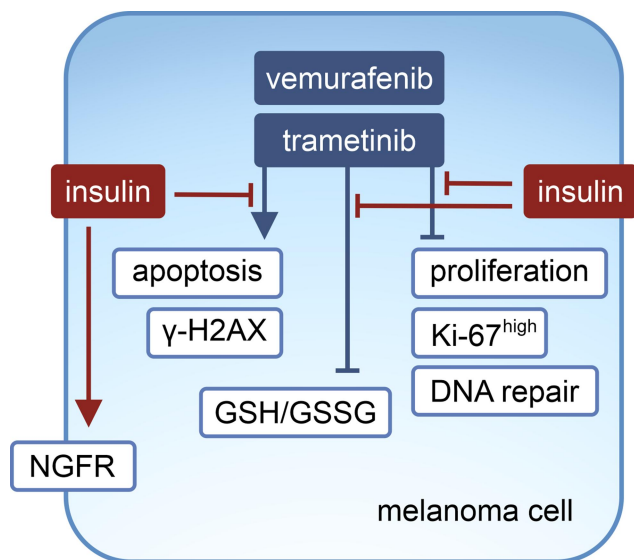 vemurafenib
trametinib
insulin
insulin
apoptosis
proliferation
γ-H2AX
Ki-67high
DNA repair
GSH/GSSG
NGFR
melanoma cell